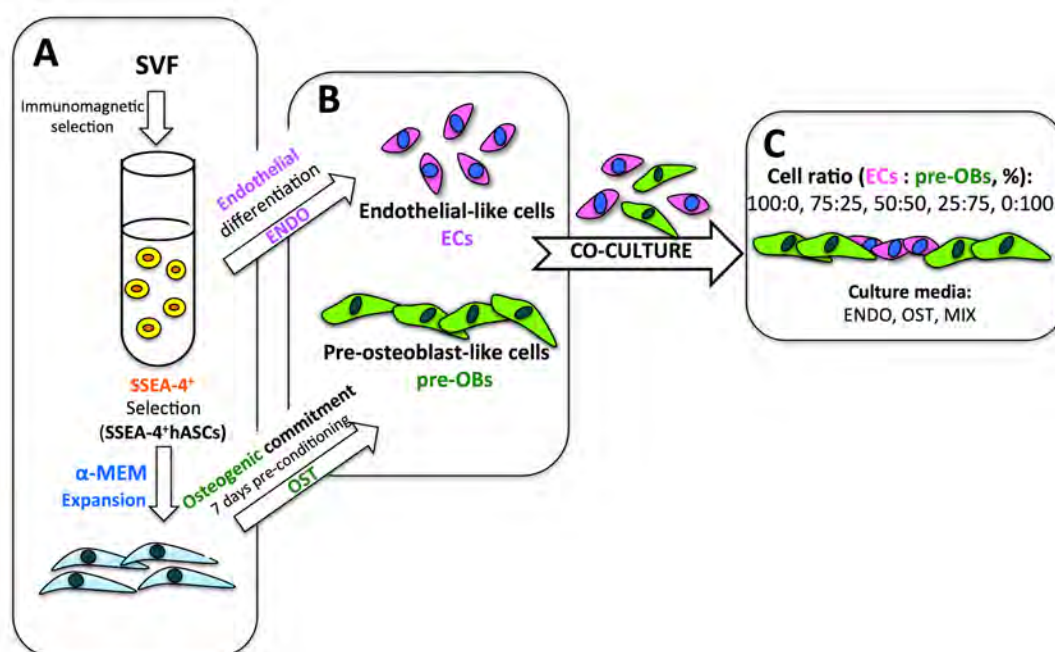 A
SVF
Immunomagnetic
selection
SSEA-4⁺
Selection
(SSEA-4⁺hASCs)
α-MEM
Expansion
Endothelial
differentiation
ENDO
Osteogenic commitment
7 days pre-conditioning
OST
B
Endothelial-like cells
ECs
Pre-osteoblast-like cells
pre-OBs
CO-CULTURE
C
Cell ratio (ECs : pre-OBs, %):
100:0, 75:25, 50:50, 25:75, 0:100
Culture media:
ENDO, OST, MIX